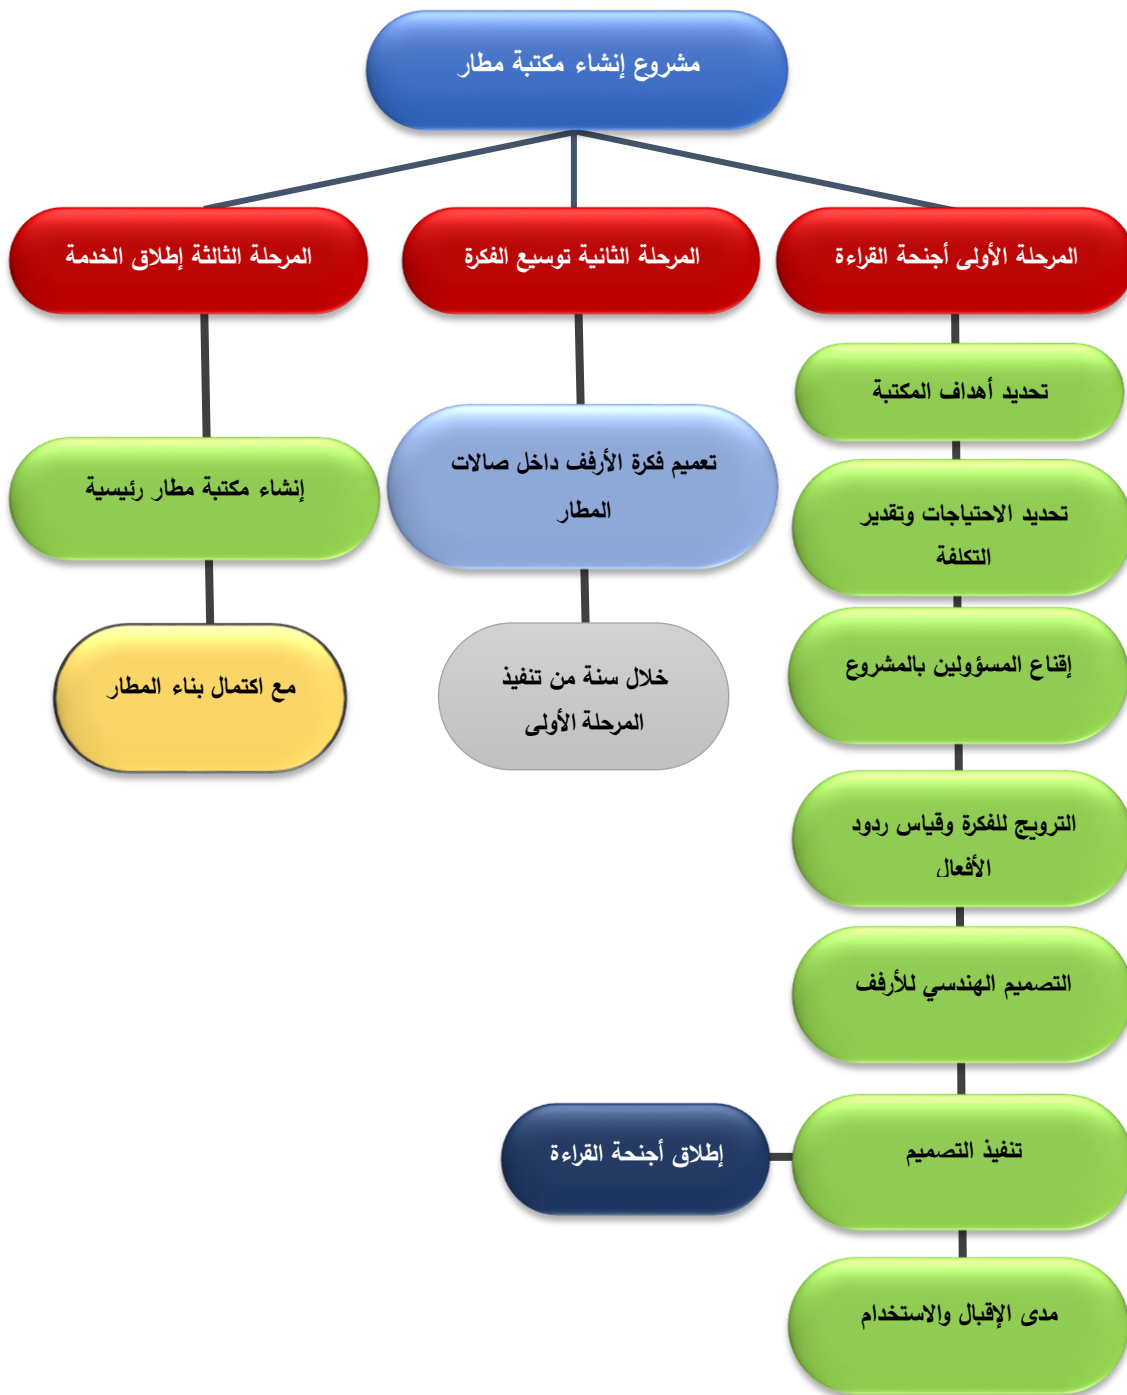 مشروع إنشاء مكتبة مطار
المرحلة الأولى أجنحة القراءة
المرحلة الثانية توسيع الفكرة
المرحلة الثالثة إطلاق الخدمة
تحديد أهداف المكتبة
تحديد الاحتياجات وتقدير
التكلفة
إقناع المسؤولين بالمشروع
الترويج للفكرة وقياس ردود
الأفعال
التصميم الهندسي للأرفف
تنفيذ التصميم
إطلاق أجنحة القراءة
مدى الإقبال والاستخدام
تعميم فكرة الأرفف داخل صالات
المطار
خلال سنة من تنفيذ
المرحلة الأولى
إنشاء مكتبة مطار رئيسية
مع اكتمال بناء المطار